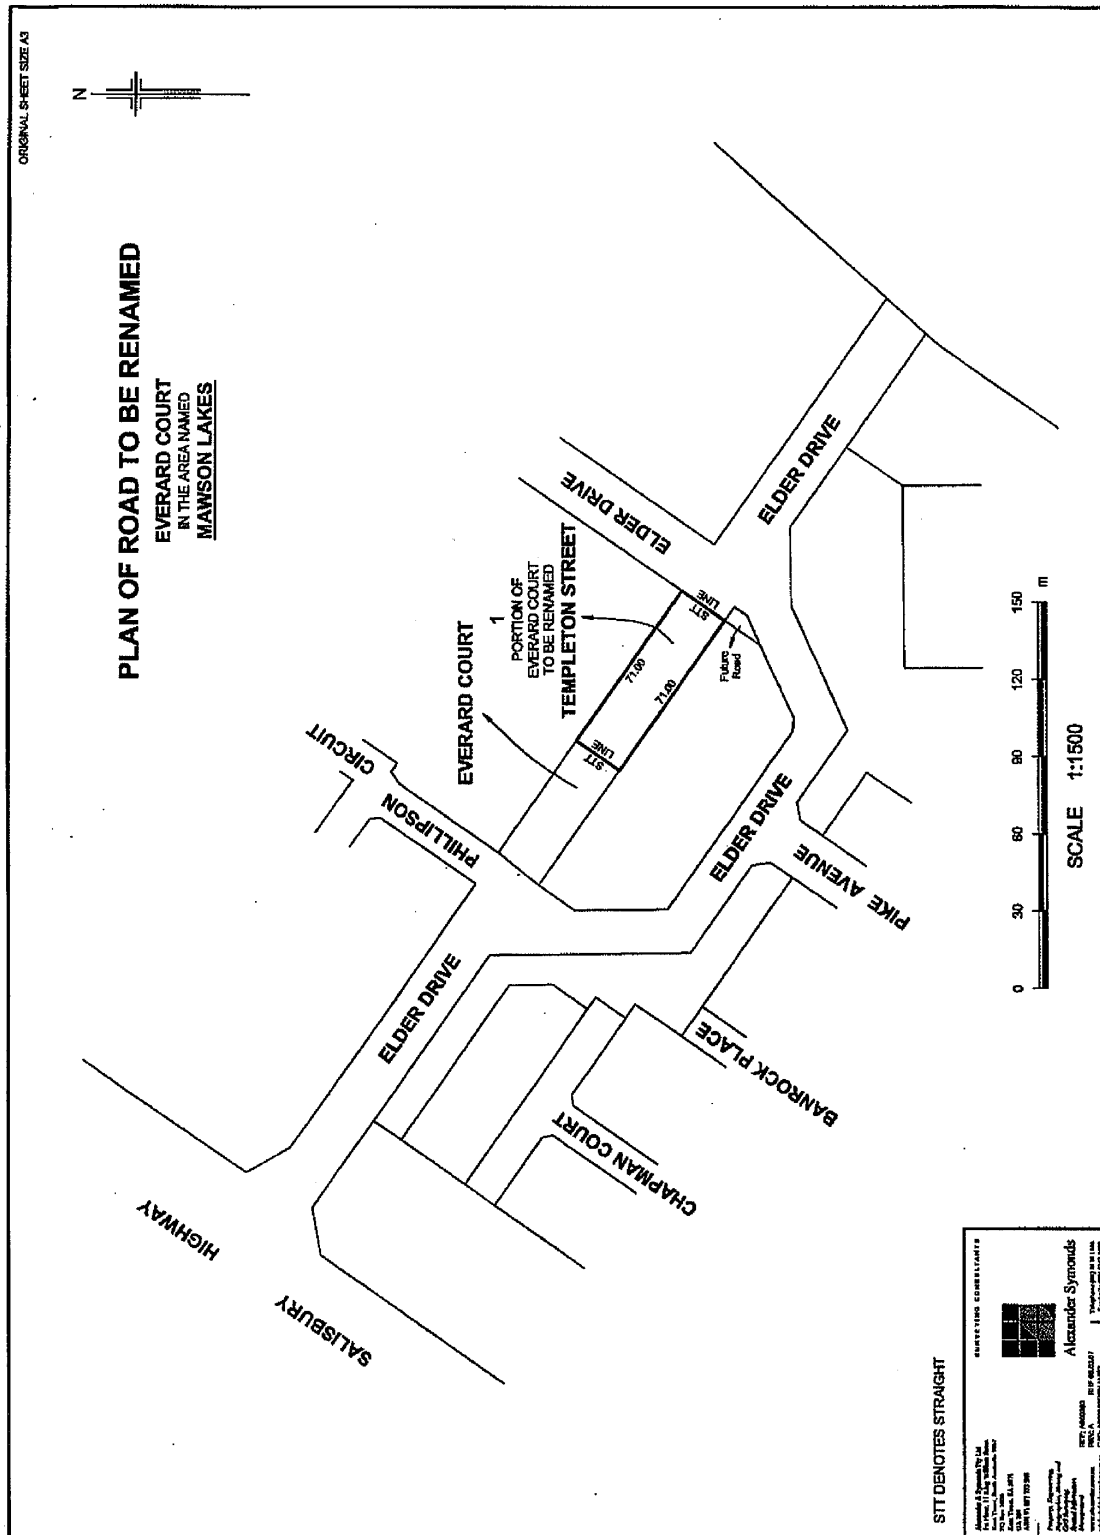 ORIGINAL SHEET SIZE A3
N
PLAN OF ROAD TO BE RENAMED
EVERARD COURT
IN THE AREA NAMED
MAWSON LAKES
CIRCUIT
PHILLIPSON
EVERARD COURT
1
PORTION OF
EVERARD COURT
TO BE RENAMED
TEMPLETON STREET
ELDER DRIVE
71.00
71.00
STT
LINE
STT
LINE
Future
Road
ELDER DRIVE
HIGHWAY
SALISBURY
ELDER DRIVE
ELDER DRIVE
PIKE AVENUE
CHAPMAN COURT
BANROCK PLACE
0 30 60 90 120 150 m
SCALE 1:1500
STT DENOTES STRAIGHT
SURVEYING CONSULTANTS
Alexander Symonds